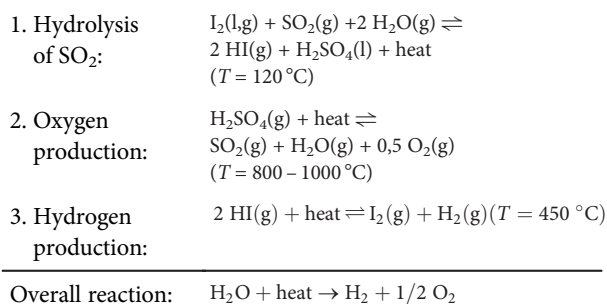 1. Hydrolysis of SO₂:
I₂(l,g) + SO₂(g) +2 H₂O(g) ⇌
2 HI(g) + H₂SO₄(l) + heat
(T = 120 °C)
2. Oxygen production:
H₂SO₄(g) + heat ⇌
SO₂(g) + H₂O(g) + 0,5 O₂(g)
(T = 800 – 1000 °C)
3. Hydrogen production:
2 HI(g) + heat ⇌ I₂(g) + H₂(g)(T = 450 °C)
Overall reaction: H₂O + heat → H₂ + 1/2 O₂